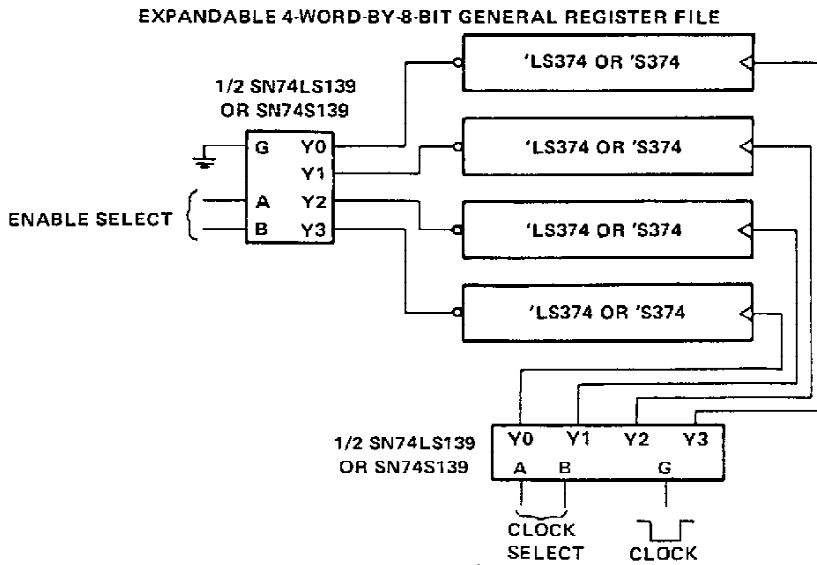 EXPANDABLE 4-WORD-BY-8-BIT GENERAL REGISTER FILE
'LS374 OR 'S374
1/2 SN74LS139
OR SN74S139
G Y0
Y1
A Y2
B Y3
ENABLE SELECT
'LS374 OR 'S374
'LS374 OR 'S374
'LS374 OR 'S374
1/2 SN74LS139
OR SN74S139
Y0 Y1 Y2 Y3
A B G
CLOCK
SELECT
CLOCK